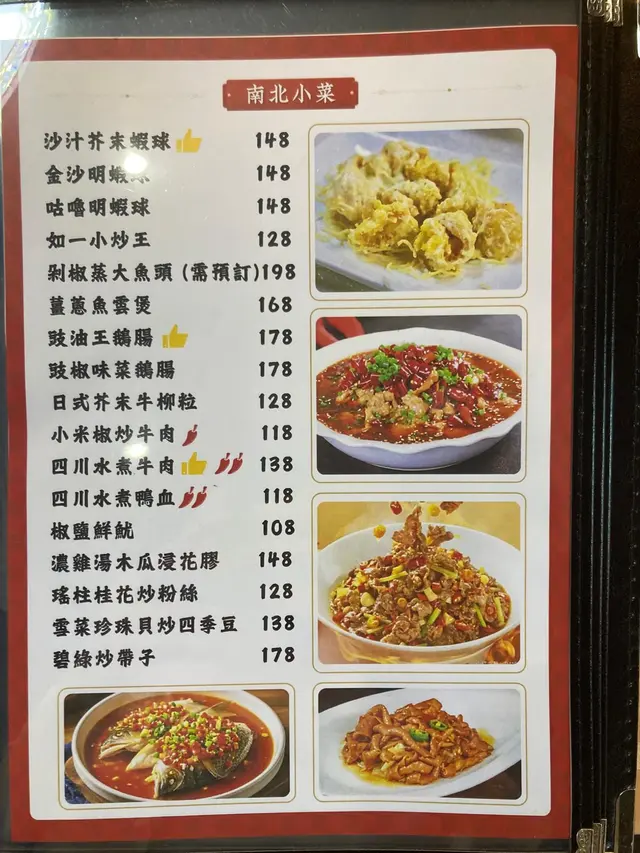 南北小菜
沙汁芥末蝦球 148
金沙明蝦球 148
咕嚕明蝦球 148
如一小炒王 128
剁椒蒸大魚頭 (需預訂) 198
薑蔥魚雲煲 168
豉油王鵝腸 178
豉椒味菜鵝腸 178
日式芥末牛柳粒 128
小米椒炒牛肉 118
四川水煮牛肉 138
四川水煮鴨血 118
椒鹽鮮魷 108
濃雞湯木瓜浸花膠 148
瑤柱桂花炒粉絲 128
雪菜珍珠貝炒四季豆 138
碧綠炒帶子 178